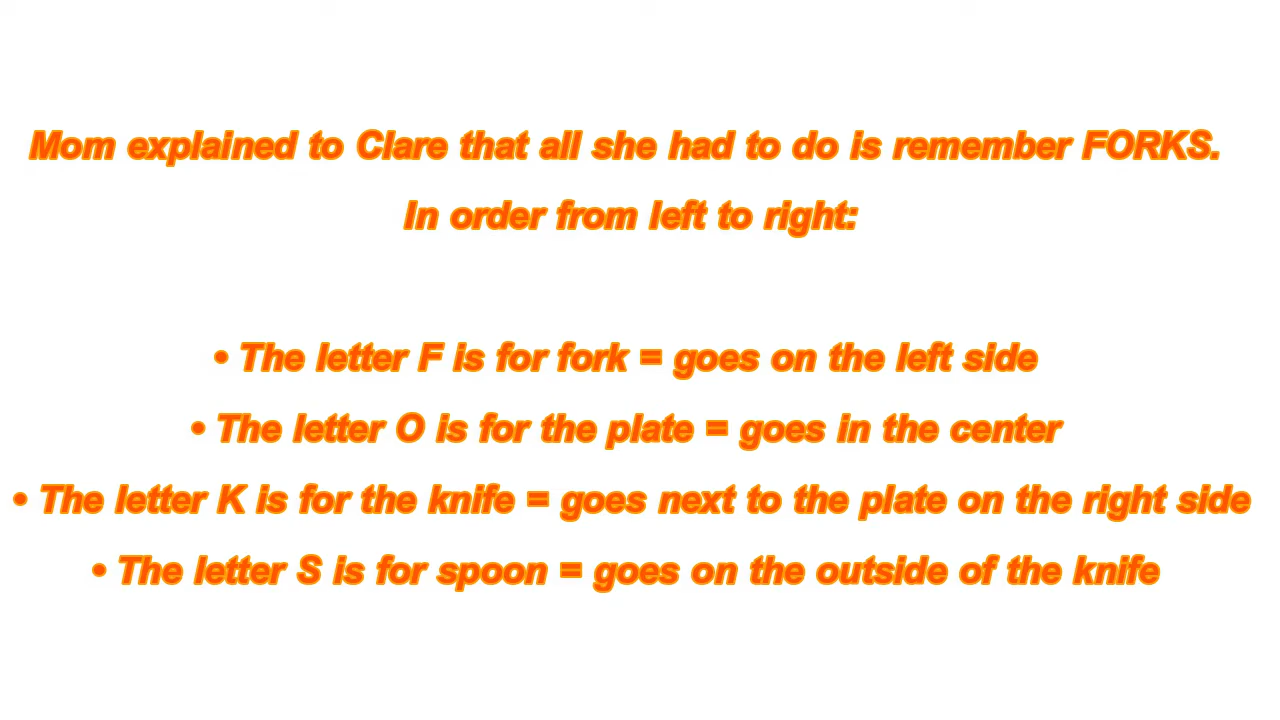 Mom explained to Clare that all she had to do is remember FORKS.
In order from left to right:
• The letter F is for fork = goes on the left side
• The letter O is for the plate = goes in the center
• The letter K is for the knife = goes next to the plate on the right side
• The letter S is for spoon = goes on the outside of the knife